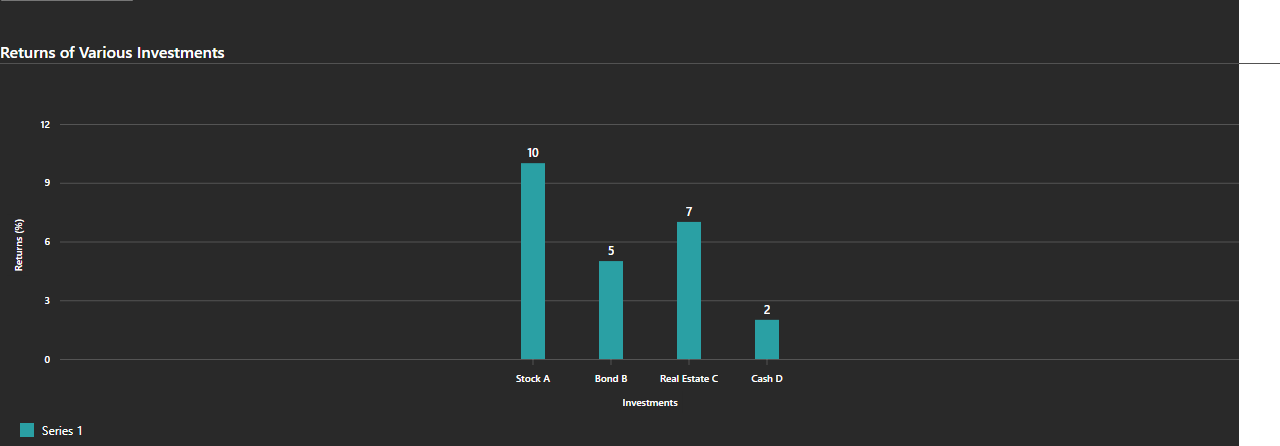 Returns of Various Investments
12
9
6
3
0
Returns (%)
10
5
7
2
Stock A
Bond B
Real Estate C
Cash D
Investments
Series 1